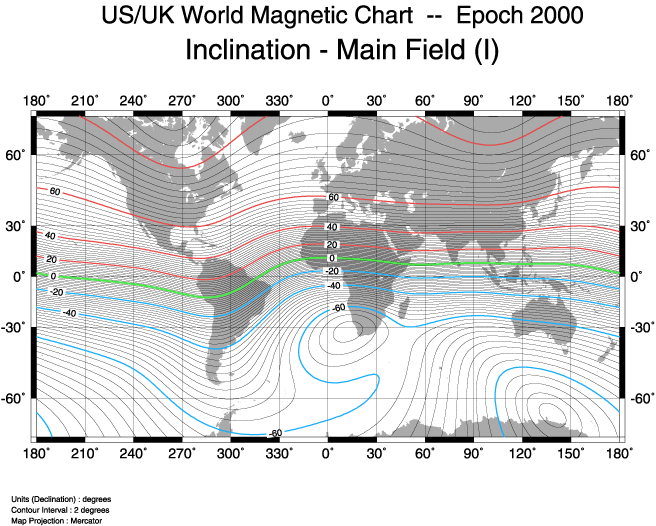 US/UK World Magnetic Chart -- Epoch 2000
Inclination - Main Field (I)
180° 210° 240° 270° 300° 330° 0° 30° 60° 90° 120° 150° 180°
60° 60°
60 60
30° 30°
40 40
20 20
0 0
0° 0°
-20 -20
-40 -40
-60
-30° -30°
-60° -60°
-60
180° 210° 240° 270° 300° 330° 0° 30° 60° 90° 120° 150° 180°
Units (Declination) : degrees
Contour Interval : 2 degrees
Map Projection : Mercator